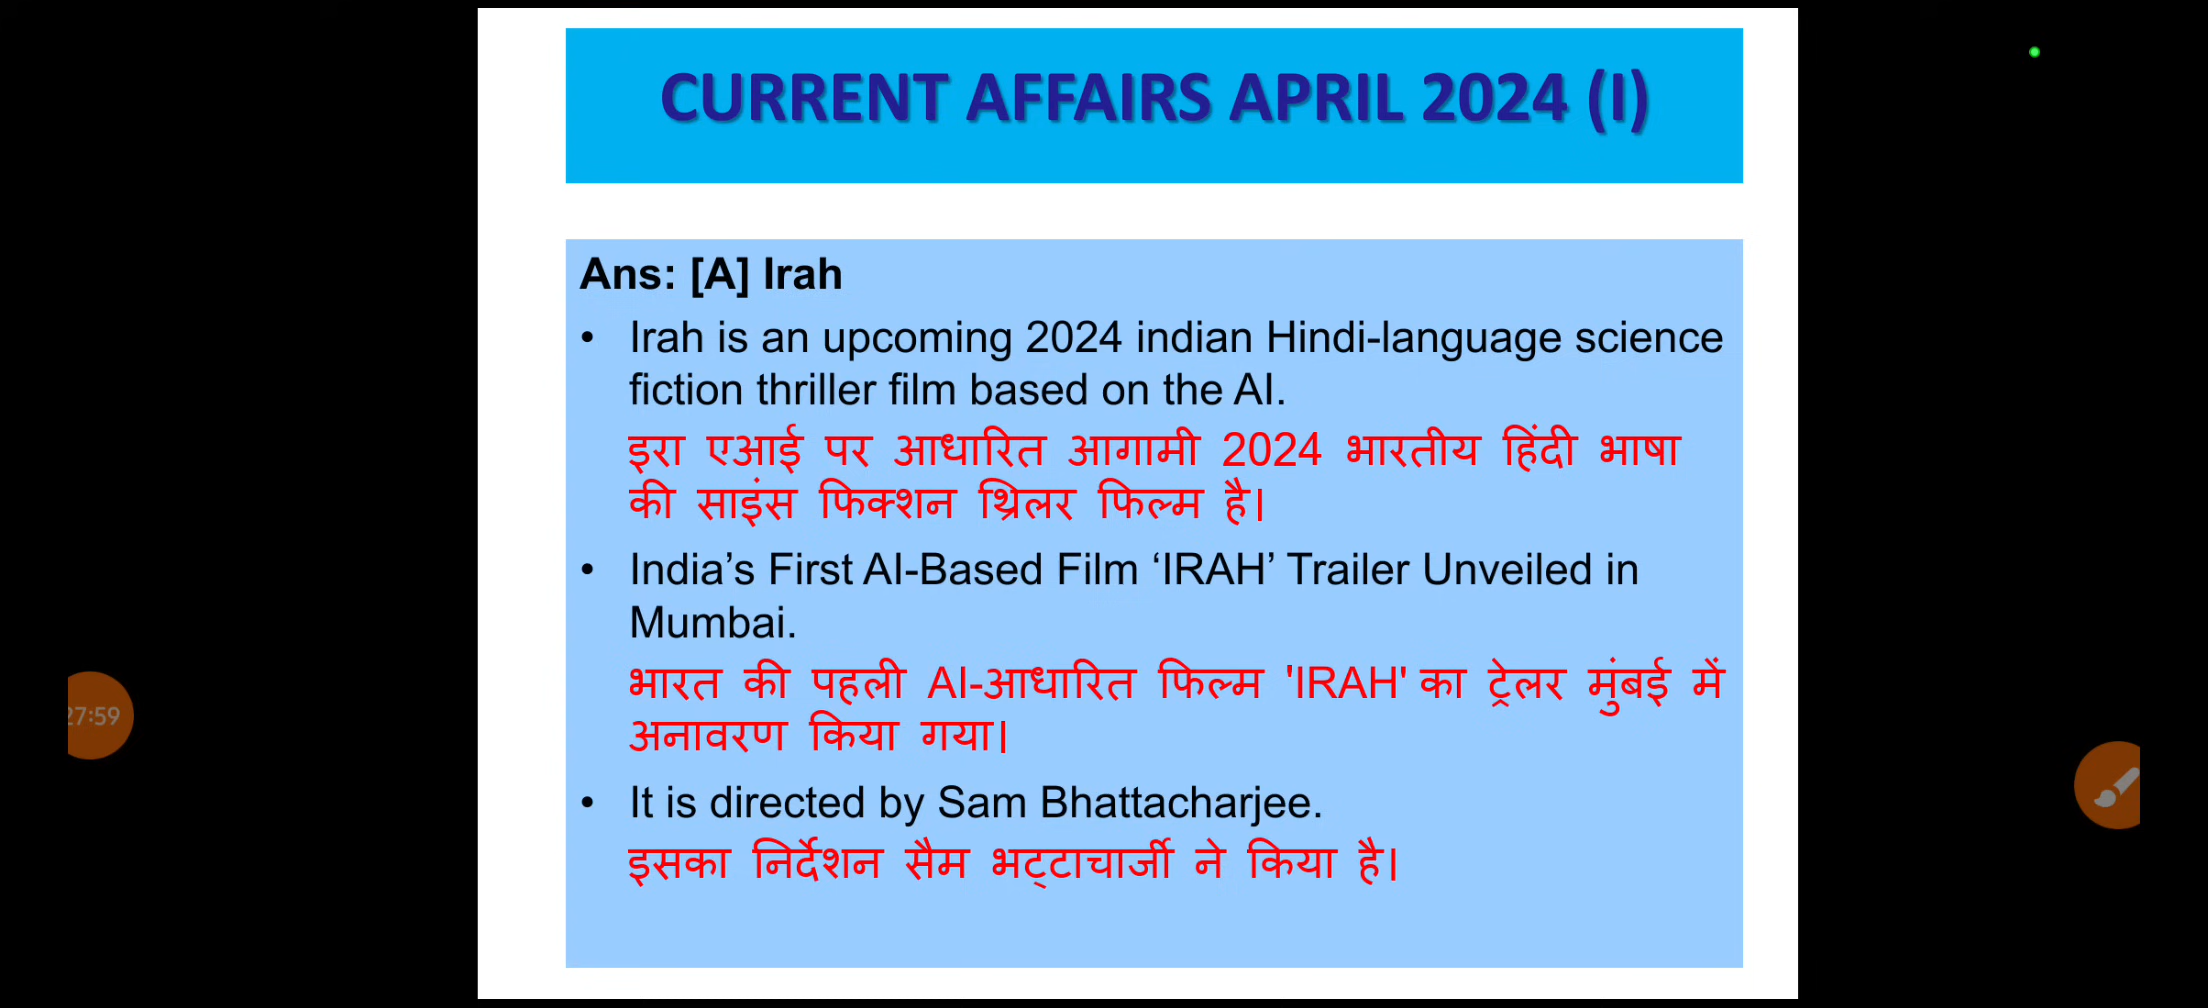 CURRENT AFFAIRS APRIL 2024 (I)
Ans: [A] Irah
• Irah is an upcoming 2024 indian Hindi-language science
fiction thriller film based on the AI.
इरा एआई पर आधारित आगामी 2024 भारतीय हिंदी भाषा
की साइंस फिक्शन थ्रिलर फिल्म है।
• India’s First AI-Based Film ‘IRAH’ Trailer Unveiled in
Mumbai.
भारत की पहली AI-आधारित फिल्म 'IRAH' का ट्रेलर मुंबई में
अनावरण किया गया।
• It is directed by Sam Bhattacharjee.
इसका निर्देशन सैम भट्टाचार्जी ने किया है।
27:59